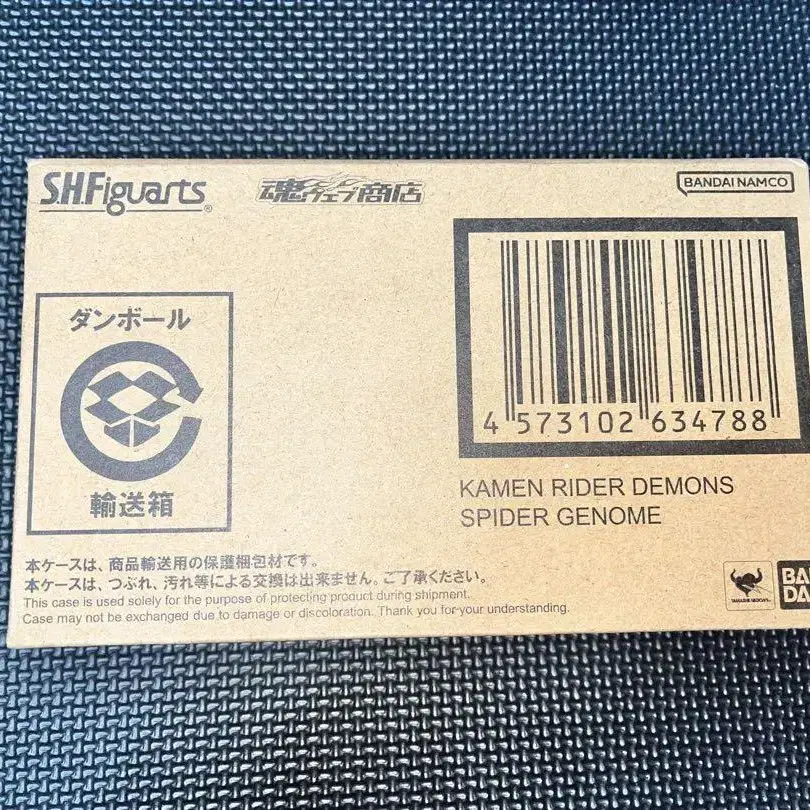 S.H.Figuarts®
魂ウェブ商店
BANDAI NAMCO
ダンボール
輸送箱
4 573102 634788
KAMEN RIDER DEMONS
SPIDER GENOME
本ケースは、商品輸送用の保護梱包材です。
本ケースは、つぶれ、汚れ等による交換は出来ません。ご了承ください。
This case is used solely for the purpose of protecting product during shipment.
Case may not be exchanged due to damage or discoloration. Thank you for your understanding.
TAMASHII NATIONS
BAN
DA